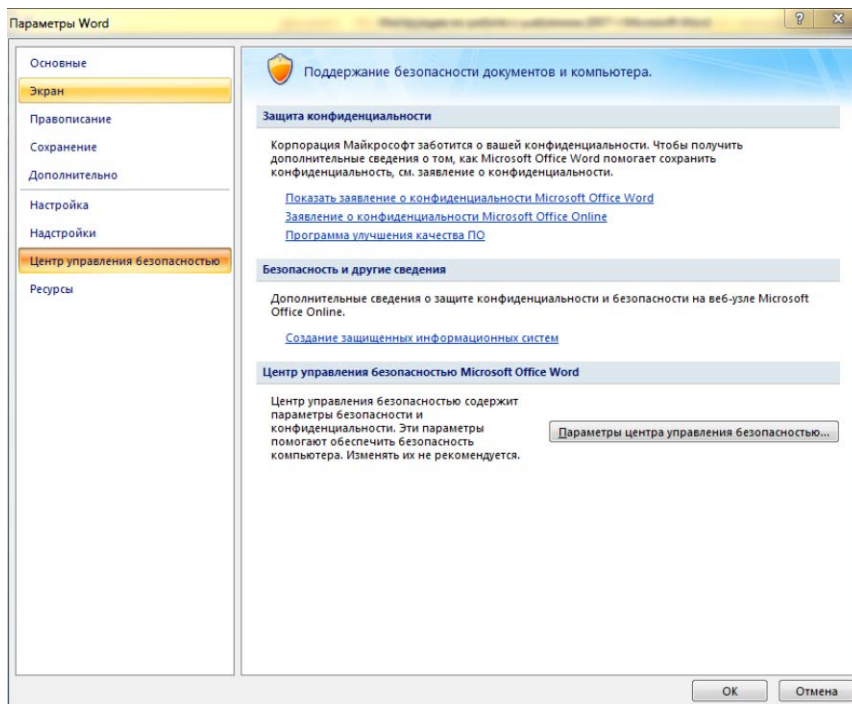 Параметры Word
Основные
Экран
Правописание
Сохранение
Дополнительно
Настройка
Надстройки
Центр управления безопасностью
Ресурсы
Поддержание безопасности документов и компьютера.
Защита конфиденциальности
Корпорация Майкрософт заботится о вашей конфиденциальности. Чтобы получить
дополнительные сведения о том, как Microsoft Office Word помогает сохранить
конфиденциальность, см. заявление о конфиденциальности.
Показать заявление о конфиденциальности Microsoft Office Word
Заявление о конфиденциальности Microsoft Office Online
Программа улучшения качества ПО
Безопасность и другие сведения
Дополнительные сведения о защите конфиденциальности и безопасности на веб-узле Microsoft
Office Online.
Создание защищенных информационных систем
Центр управления безопасностью Microsoft Office Word
Центр управления безопасностью содержит
параметры безопасности и
конфиденциальности. Эти параметры
помогают обеспечить безопасность
компьютера. Изменять их не рекомендуется.
Параметры центра управления безопасностью...
ОК
Отмена